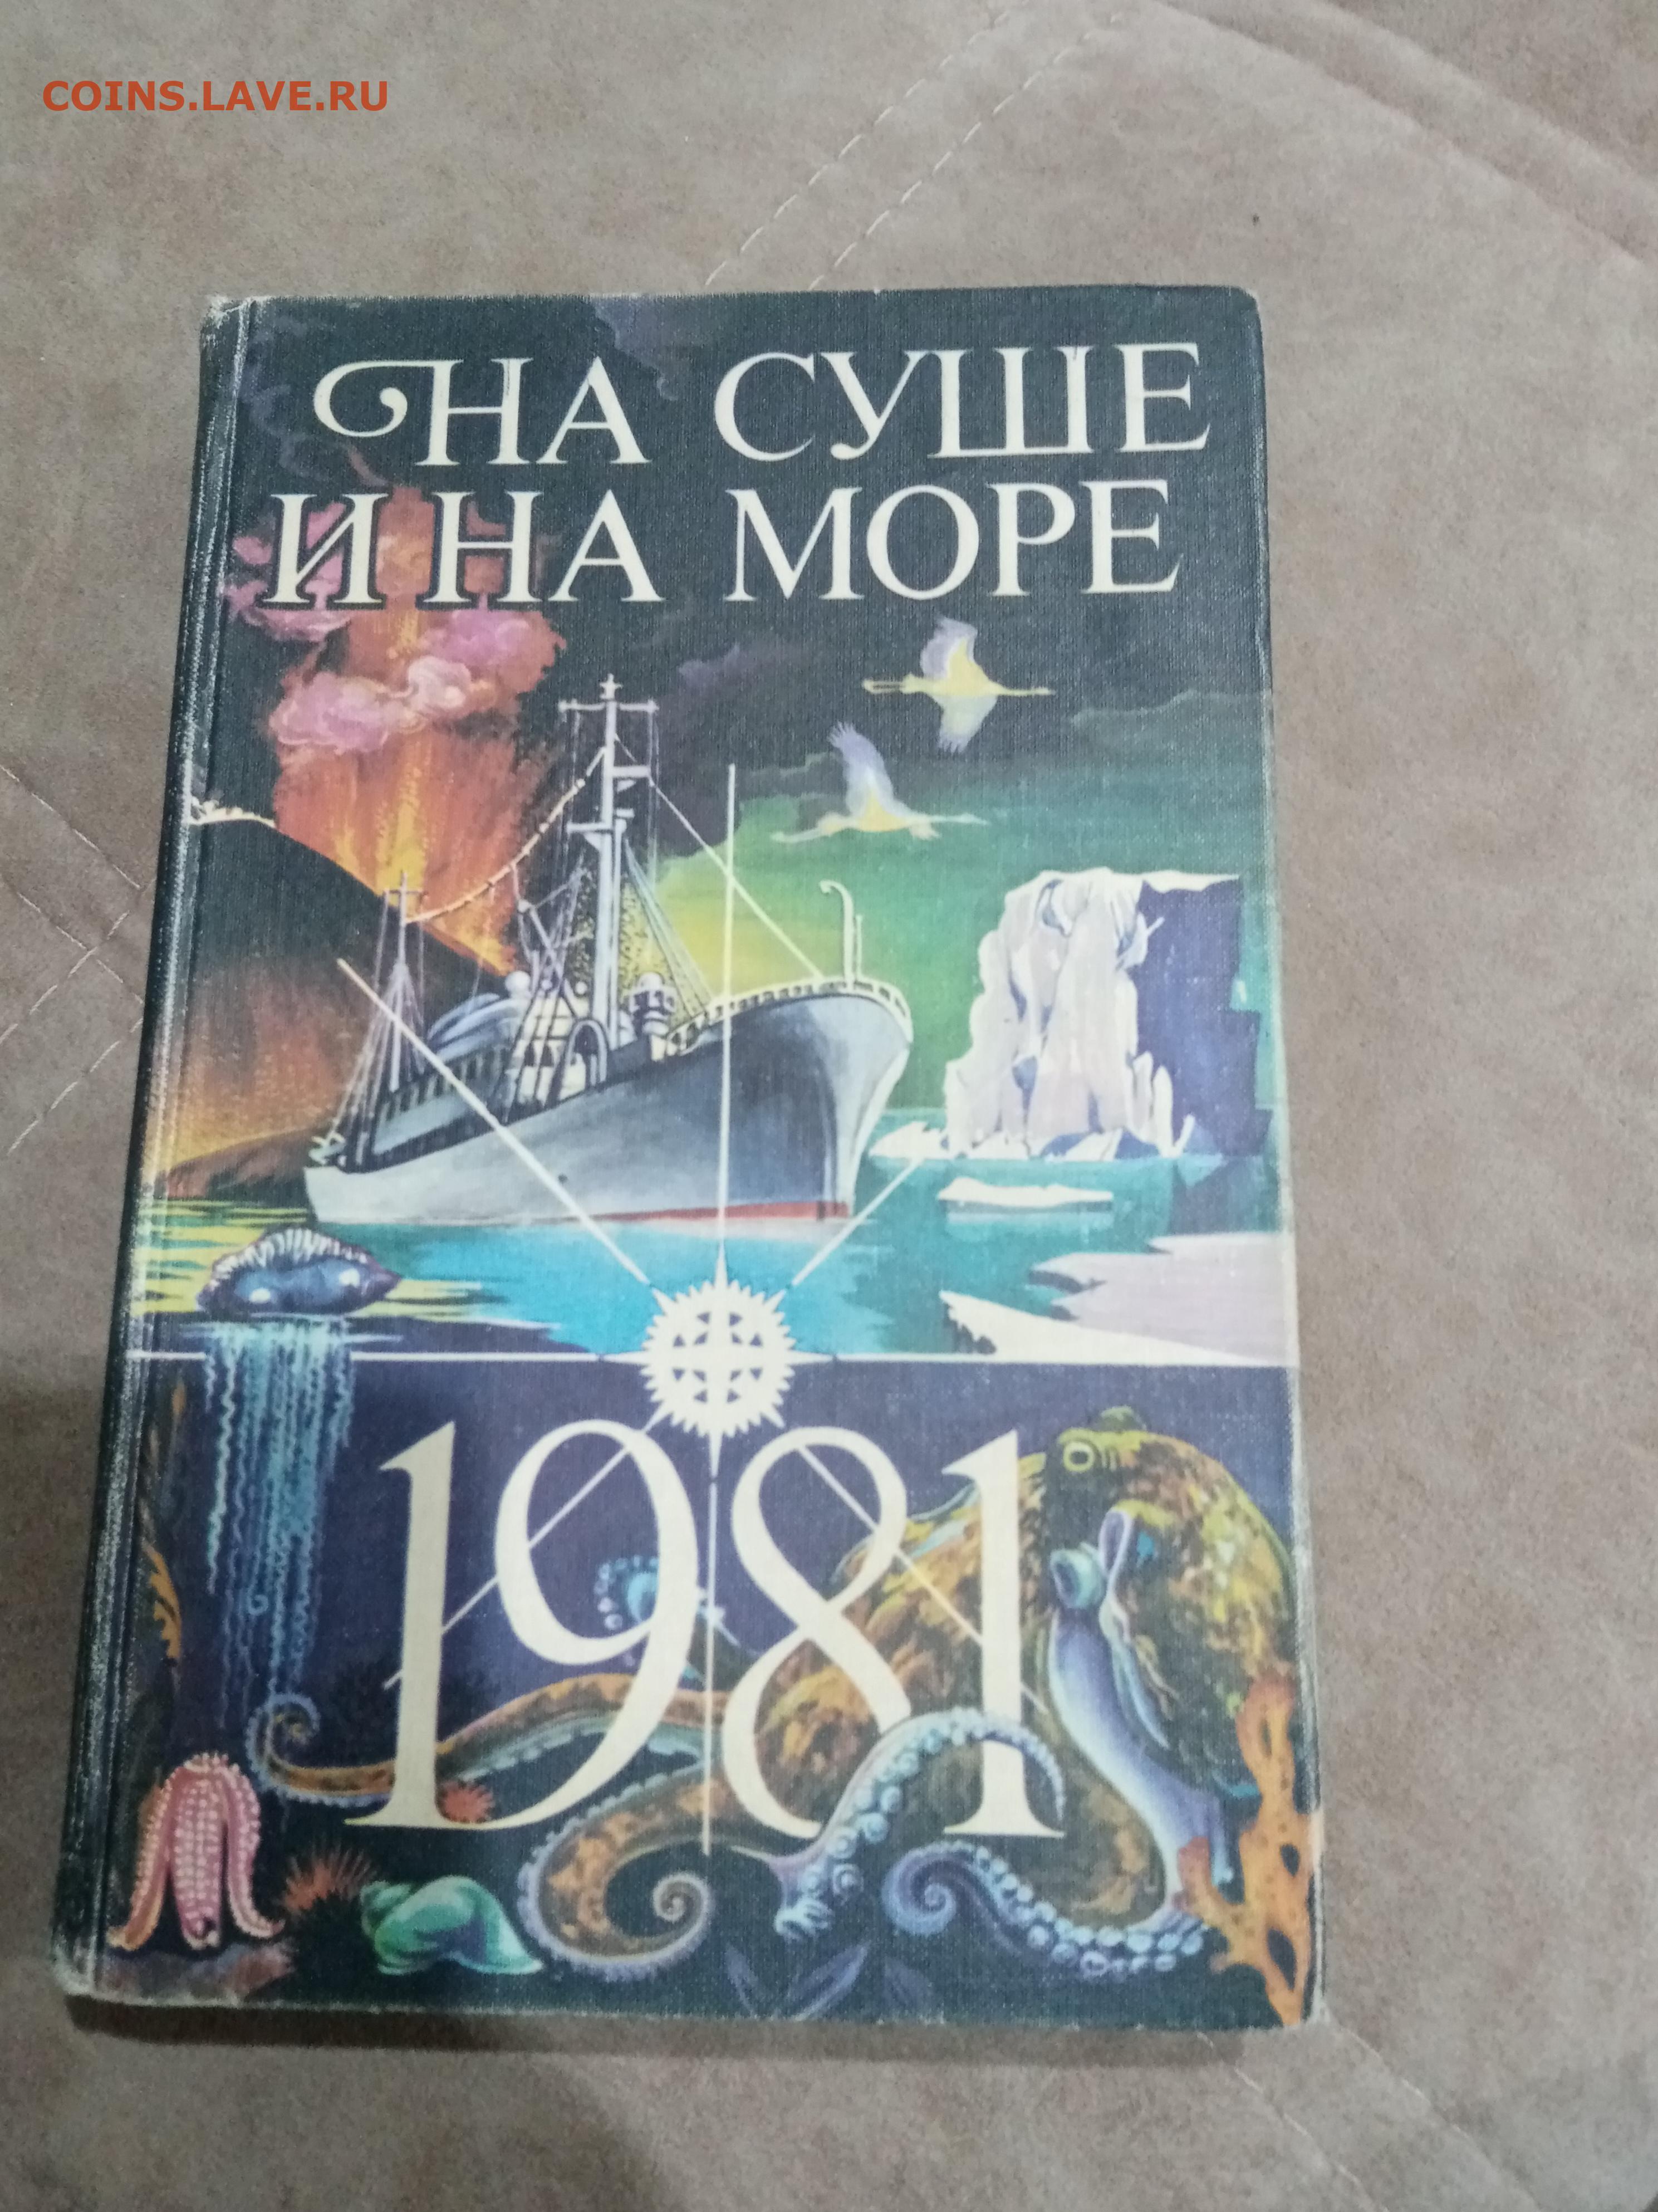 COINS.LAVE.RU
НА СУШЕ
И НА МОРЕ
1981